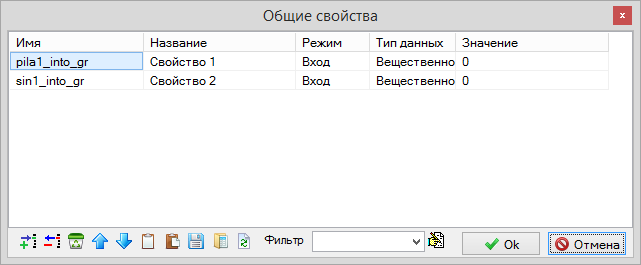 Общие свойства
Имя Название Режим Тип данных Значение
pila1_into_gr Свойство 1 Вход Вещественно 0
sin1_into_gr Свойство 2 Вход Вещественно 0
Фильтр Ok Отмена